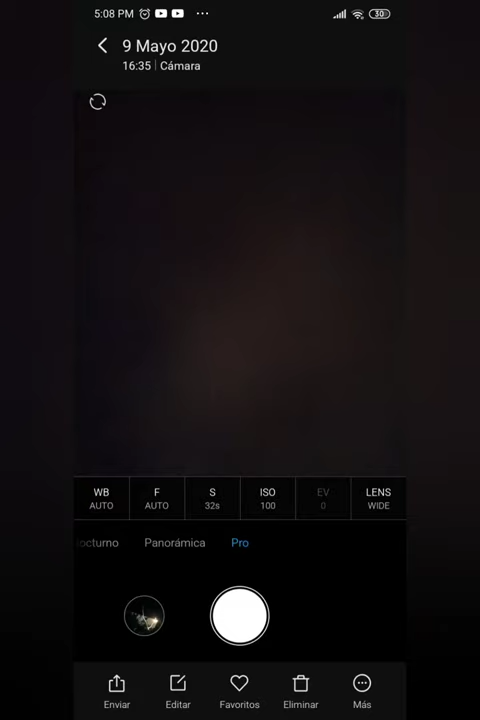 5:08 PM ... 30
9 Mayo 2020
16:35 | Cámara
WB F S ISO EV LENS
AUTO AUTO 32s 100 0 WIDE
octurno Panorámica Pro
Enviar Editar Favoritos Eliminar Más